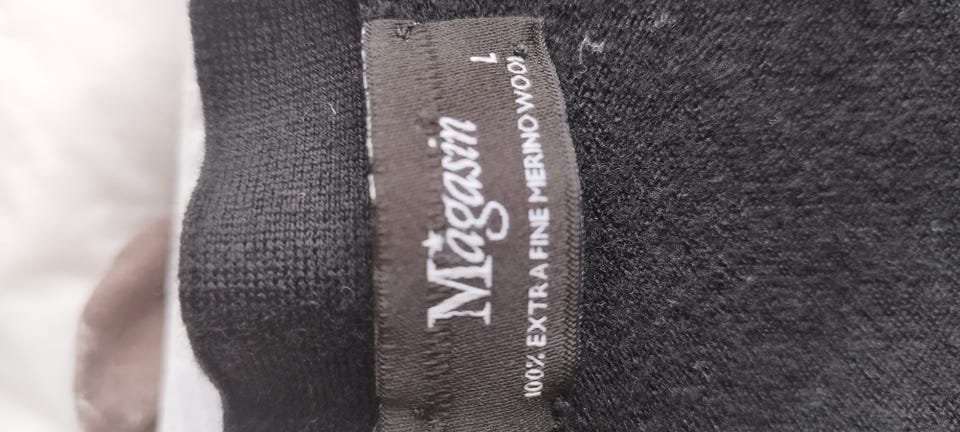 Magasin
100% EXTRA FINE MERINO WOOL
L